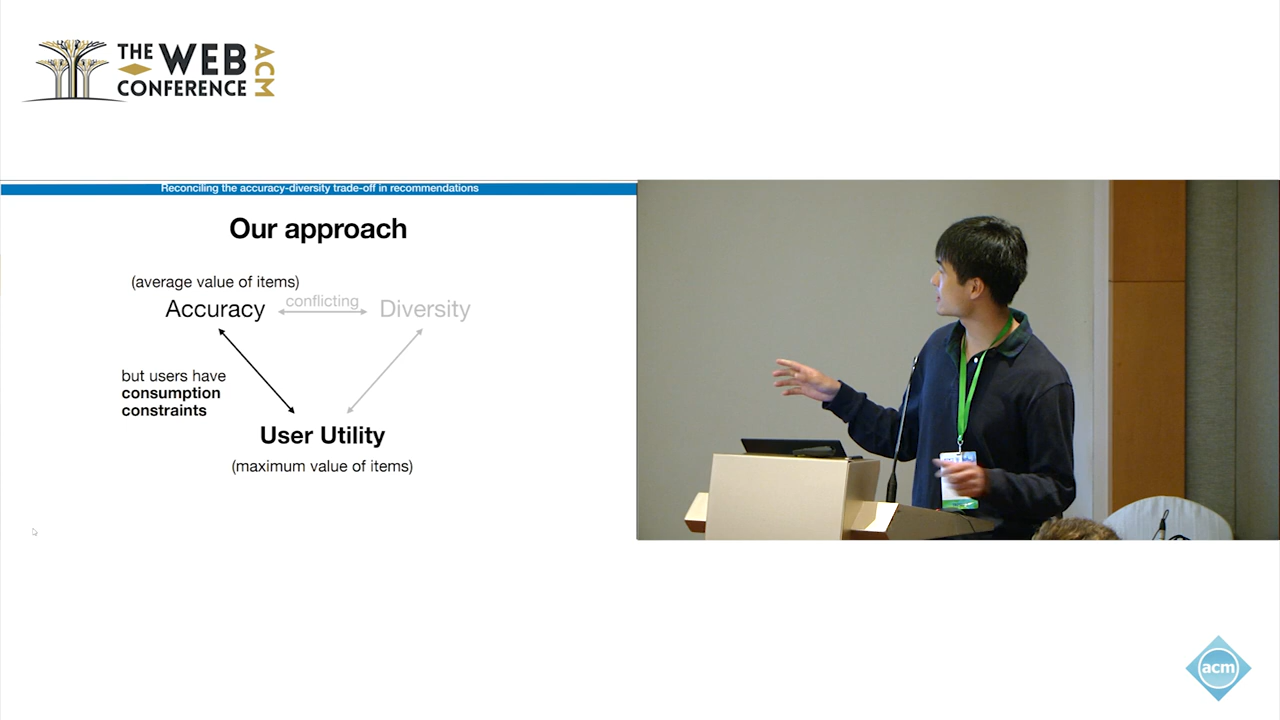 THE WEB CONFERENCE ACM
Reconciling the accuracy-diversity trade-off in recommendations
Our approach
(average value of items)
Accuracy
conflicting
Diversity
but users have
consumption
constraints
User Utility
(maximum value of items)
acm